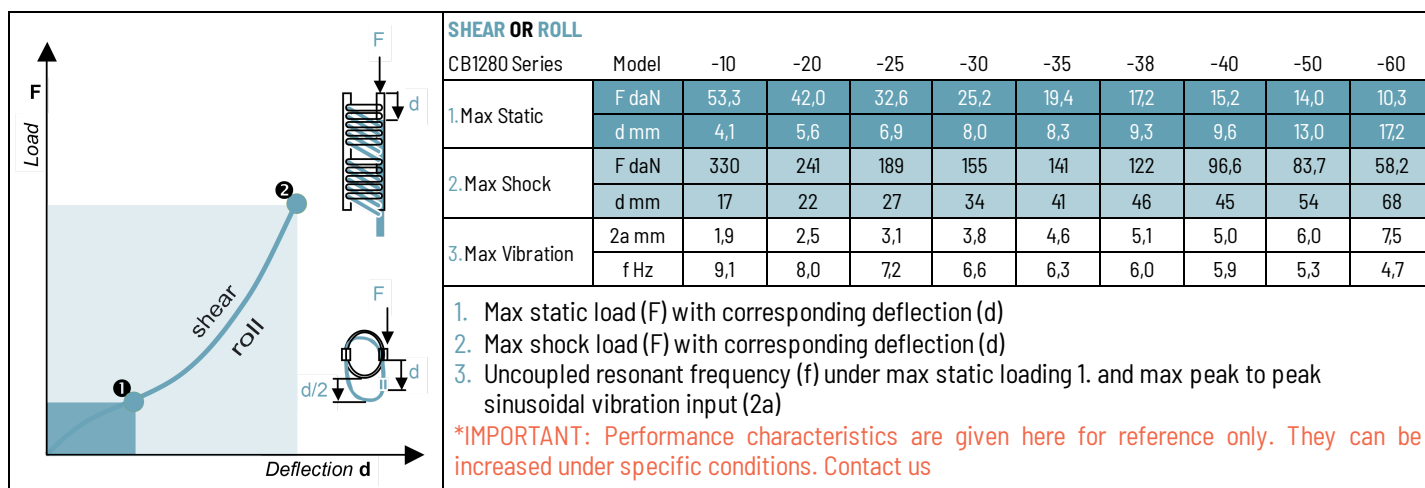 F
Load
F
d
❷
shear
roll
F
d
d/2
❶
Deflection d
SHEAR OR ROLL
CB1280 Series Model -10 -20 -25 -30 -35 -38 -40 -50 -60
1.Max Static
F daN 53,3 42,0 32,6 25,2 19,4 17,2 15,2 14,0 10,3
d mm 4,1 5,6 6,9 8,0 8,3 9,3 9,6 13,0 17,2
2.Max Shock
F daN 330 241 189 155 141 122 96,6 83,7 58,2
d mm 17 22 27 34 41 46 45 54 68
3.Max Vibration
2a mm 1,9 2,5 3,1 3,8 4,6 5,1 5,0 6,0 7,5
f Hz 9,1 8,0 7,2 6,6 6,3 6,0 5,9 5,3 4,7
1. Max static load (F) with corresponding deflection (d)
2. Max shock load (F) with corresponding deflection (d)
3. Uncoupled resonant frequency (f) under max static loading 1. and max peak to peak
sinusoidal vibration input (2a)
*IMPORTANT: Performance characteristics are given here for reference only. They can be
increased under specific conditions. Contact us